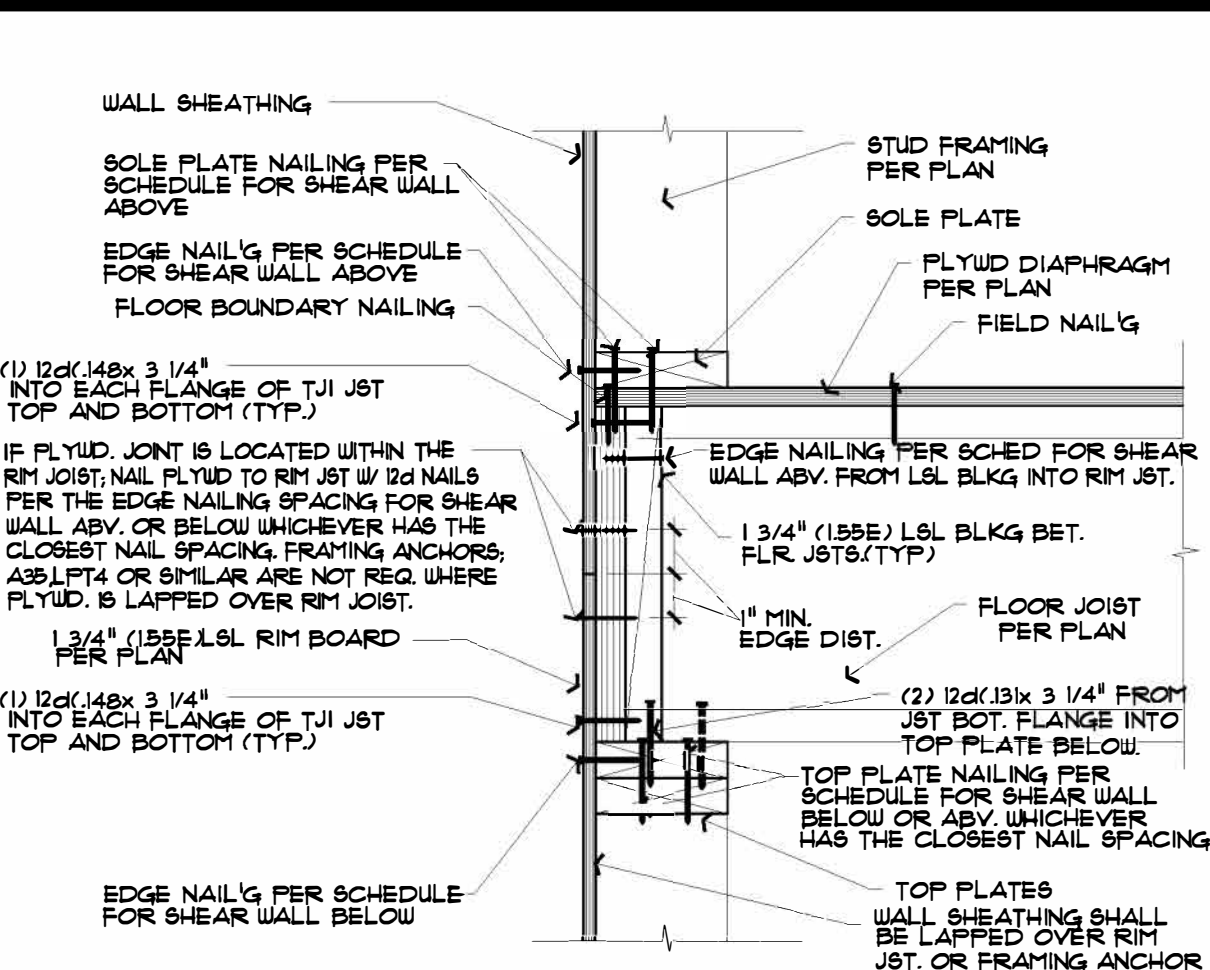 WALL SHEATHING
SOLE PLATE NAILING PER
SCHEDULE FOR SHEAR WALL
ABOVE
EDGE NAIL'G PER SCHEDULE
FOR SHEAR WALL ABOVE
FLOOR BOUNDARY NAILING
(1) 12d(.148x 3 1/4"
INTO EACH FLANGE OF TJI JST
TOP AND BOTTOM (TYP.)
IF PLYWD. JOINT IS LOCATED WITHIN THE
RIM JOIST; NAIL PLYWD TO RIM JST W/ 12d NAILS
PER THE EDGE NAILING SPACING FOR SHEAR
WALL ABV. OR BELOW WHICHEVER HAS THE
CLOSEST NAIL SPACING. FRAMING ANCHORS;
A35,LPT4 OR SIMILAR ARE NOT REQ. WHERE
PLYWD. IS LAPPED OVER RIM JOIST.
1 3/4" (1.55E)LSL RIM BOARD
PER PLAN
(1) 12d(.148x 3 1/4"
INTO EACH FLANGE OF TJI JST
TOP AND BOTTOM (TYP.)
EDGE NAIL'G PER SCHEDULE
FOR SHEAR WALL BELOW
STUD FRAMING
PER PLAN
SOLE PLATE
PLYWD DIAPHRAGM
PER PLAN
FIELD NAIL'G
EDGE NAILING PER SCHED FOR SHEAR
WALL ABV. FROM LSL BLKG INTO RIM JST.
1 3/4" (1.55E) LSL BLKG BET.
FLR JSTS.(TYP)
1" MIN.
EDGE DIST.
FLOOR JOIST
PER PLAN
(2) 12d(.131x 3 1/4" FROM
JST BOT. FLANGE INTO
TOP PLATE BELOW.
TOP PLATE NAILING PER
SCHEDULE FOR SHEAR WALL
BELOW OR ABV. WHICHEVER
HAS THE CLOSEST NAIL SPACING
TOP PLATES
WALL SHEATHING SHALL
BE LAPPED OVER RIM
JST. OR FRAMING ANCHOR